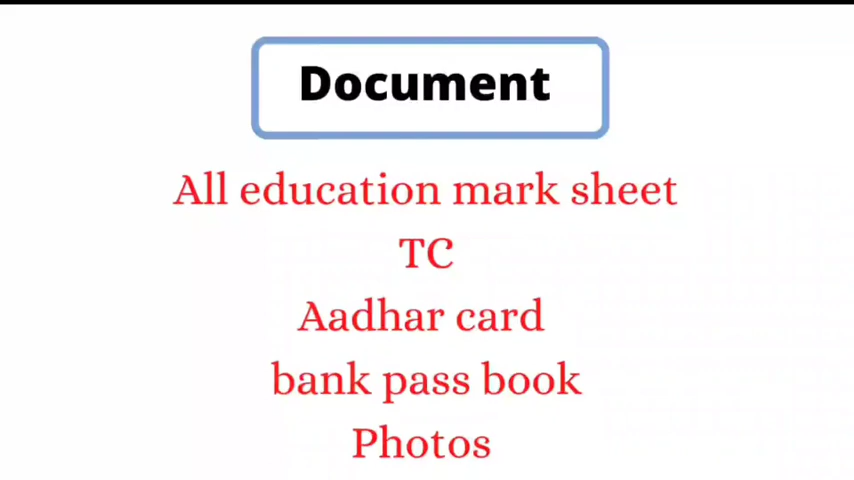 Document
All education mark sheet
TC
Aadhar card
bank pass book
Photos